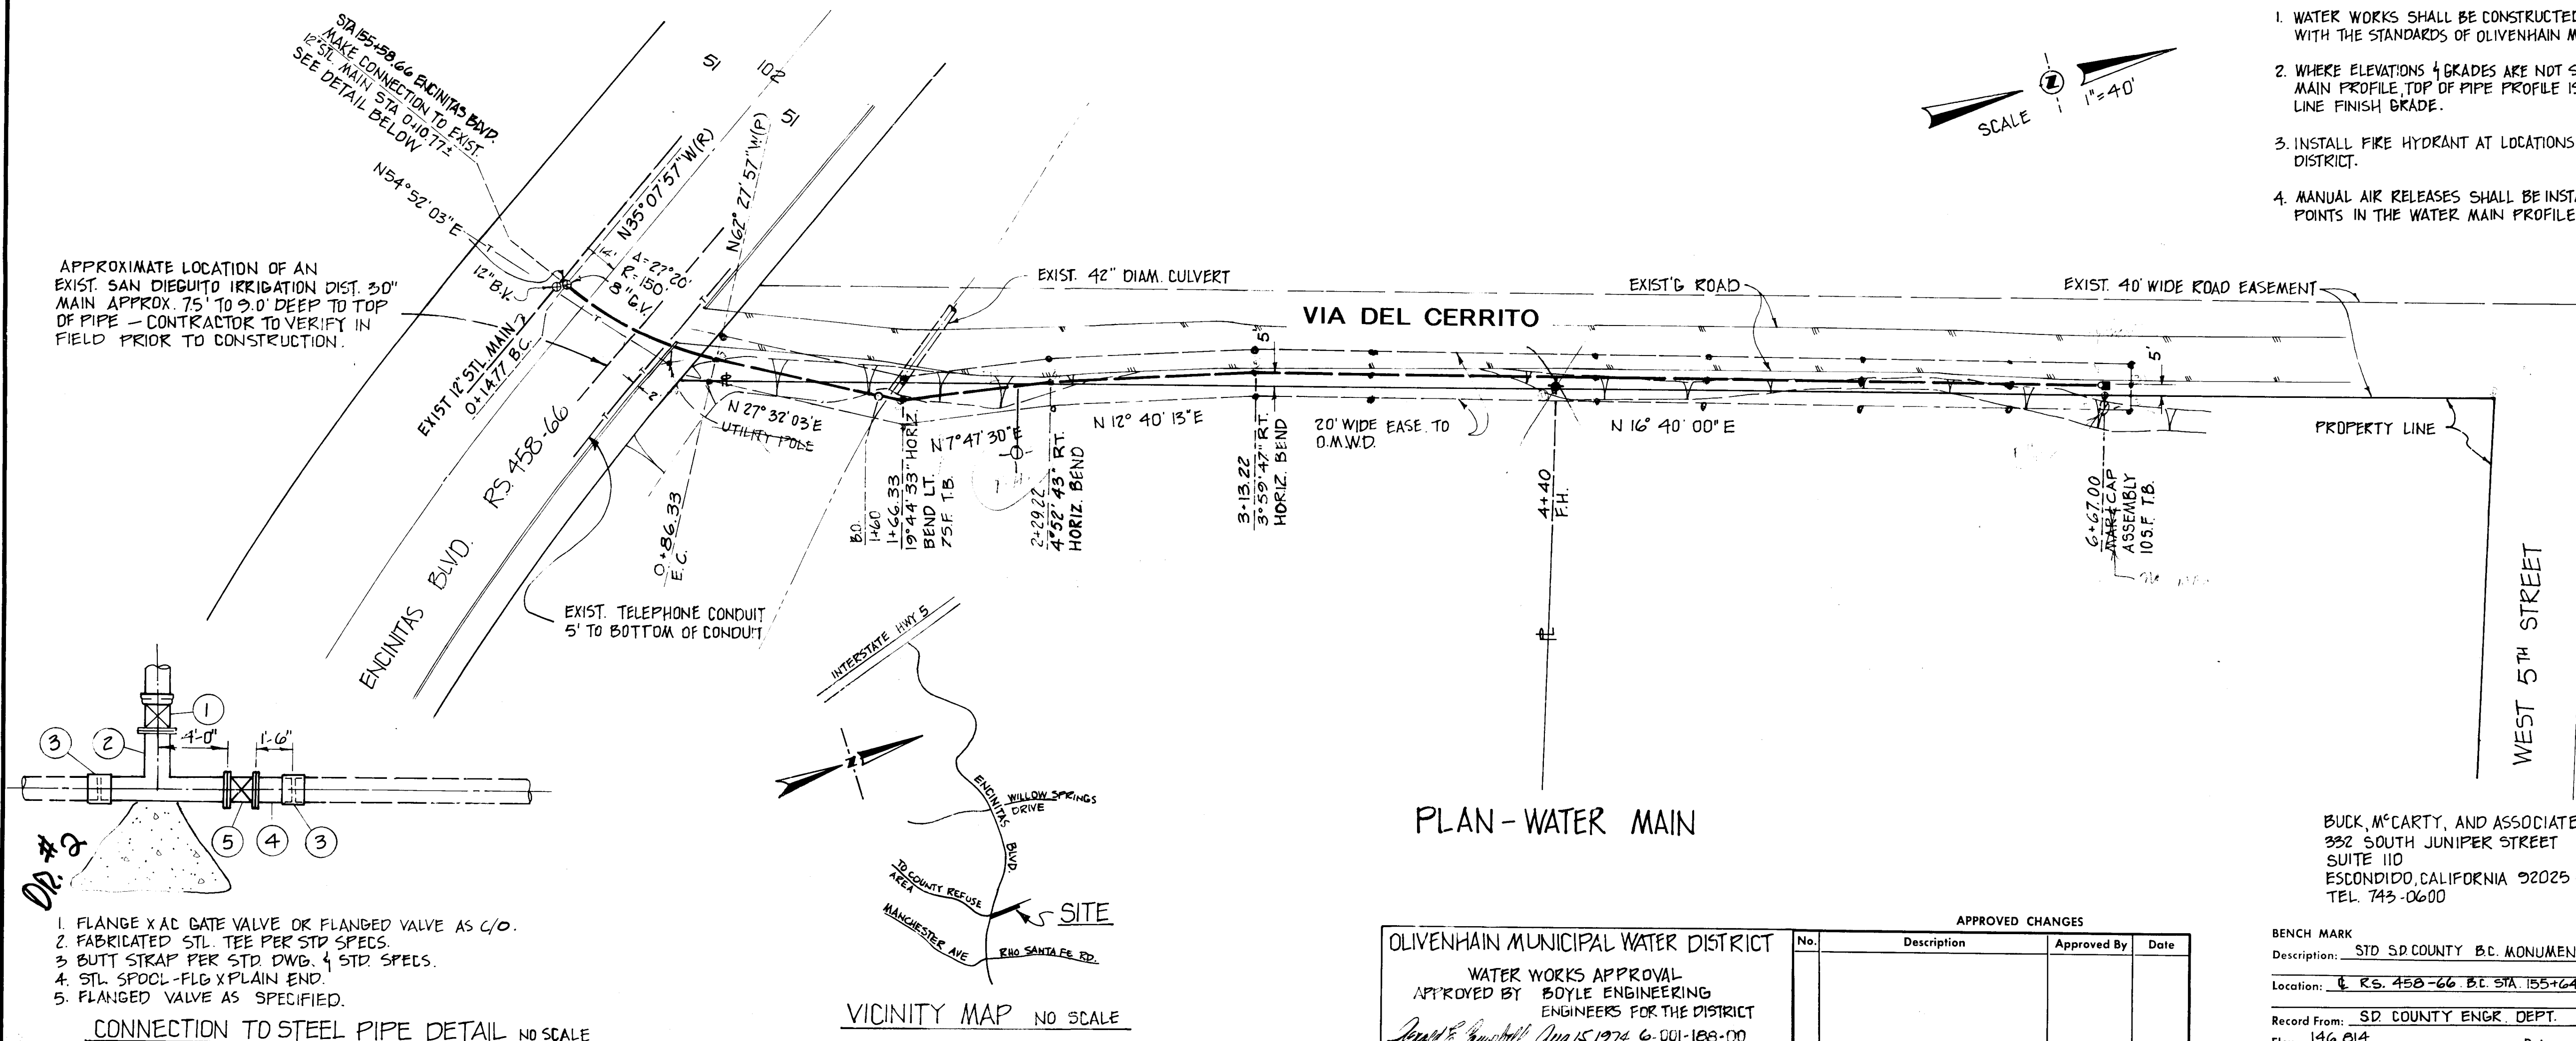 STA 155+58.66 ENCINITAS BLVD.
MAKE CONNECTION TO EXIST.
12" STL. MAIN STA 0+10.77±
SEE DETAIL BELOW
N54°52'03"E
51
102
51
N35°07'57"W(R)
N62°27'57"W(R)
14'
Δ=27°20'
R=150'
8" G.V.
12" B.V.
EXIST 12" STL. MAIN
0+14.77 B.C.
APPROXIMATE LOCATION OF AN
EXIST. SAN DIEGUITO IRRIGATION DIST. 30"
MAIN APPROX. 7.5' TO 9.0' DEEP TO TOP
OF PIPE – CONTRACTOR TO VERIFY IN
FIELD PRIOR TO CONSTRUCTION.
SCALE 1"=40'
1. WATER WORKS SHALL BE CONSTRUCTED
WITH THE STANDARDS OF OLIVENHAIN M
2. WHERE ELEVATIONS & GRADES ARE NOT S
MAIN PROFILE, TOP OF PIPE PROFILE IS
LINE FINISH GRADE.
3. INSTALL FIRE HYDRANT AT LOCATIONS
DISTRICT.
4. MANUAL AIR RELEASES SHALL BE INSTA
POINTS IN THE WATER MAIN PROFILE
EXIST. 42" DIAM. CULVERT
EXIST'G ROAD
EXIST. 40' WIDE ROAD EASEMENT
VIA DEL CERRITO
5'
5'
2'
N 27°32'03"E
UTILITY POLE
N 7°47'30"E
N 12°40'13"E
20' WIDE EASE. TO
O.M.W.D.
N 16°40'00"E
PROPERTY LINE
0+86.33
E.C.
B.O.
1+60
1+66.33
19°44'33" HORIZ.
BEND LT.
75.F. T.B.
2+29.22
4°52'43" RT.
HORIZ. BEND
3+13.22
3°59'47" RT.
HORIZ. BEND
4+40
F.H.
6+67.00
MAR & CAP
ASSEMBLY
10 S.F. T.B.
RS. 458-66
ENCINITAS BLVD.
EXIST. TELEPHONE CONDUIT
5' TO BOTTOM OF CONDUIT
WEST 5TH STREET
PLAN – WATER MAIN
1
2
3
4'-0"
1'-6"
5
4
3
DR. #2
1. FLANGE X AC GATE VALVE OR FLANGED VALVE AS C/O.
2. FABRICATED STL. TEE PER STD SPECS.
3 BUTT STRAP PER STD. DWG. & STD. SPECS.
4. STL. SPOOL-FLG X PLAIN END.
5. FLANGED VALVE AS SPECIFIED.
CONNECTION TO STEEL PIPE DETAIL NO SCALE
INTERSTATE HWY 5
ENCINITAS BLVD.
WILLOW SPRINGS
DRIVE
TO COUNTY REFUSE
AREA
MANCHESTER AVE
SITE
RHO SANTA FE RD.
VICINITY MAP NO SCALE
OLIVENHAIN MUNICIPAL WATER DISTRICT
WATER WORKS APPROVAL
APPROVED BY BOYLE ENGINEERING
ENGINEERS FOR THE DISTRICT
Aug 15 1974 6-001-188-00
APPROVED CHANGES
No. Description Approved By Date
BUCK, McCARTY, AND ASSOCIATE
332 SOUTH JUNIPER STREET
SUITE 110
ESCONDIDO, CALIFORNIA 92025
TEL. 743-0600
BENCH MARK
Description: STD S.D. COUNTY B.C. MONUMEN
Location: ℄ R.S. 458-66 B.C. STA. 155+64
Record From: S.D. COUNTY ENGR. DEPT.
146.814